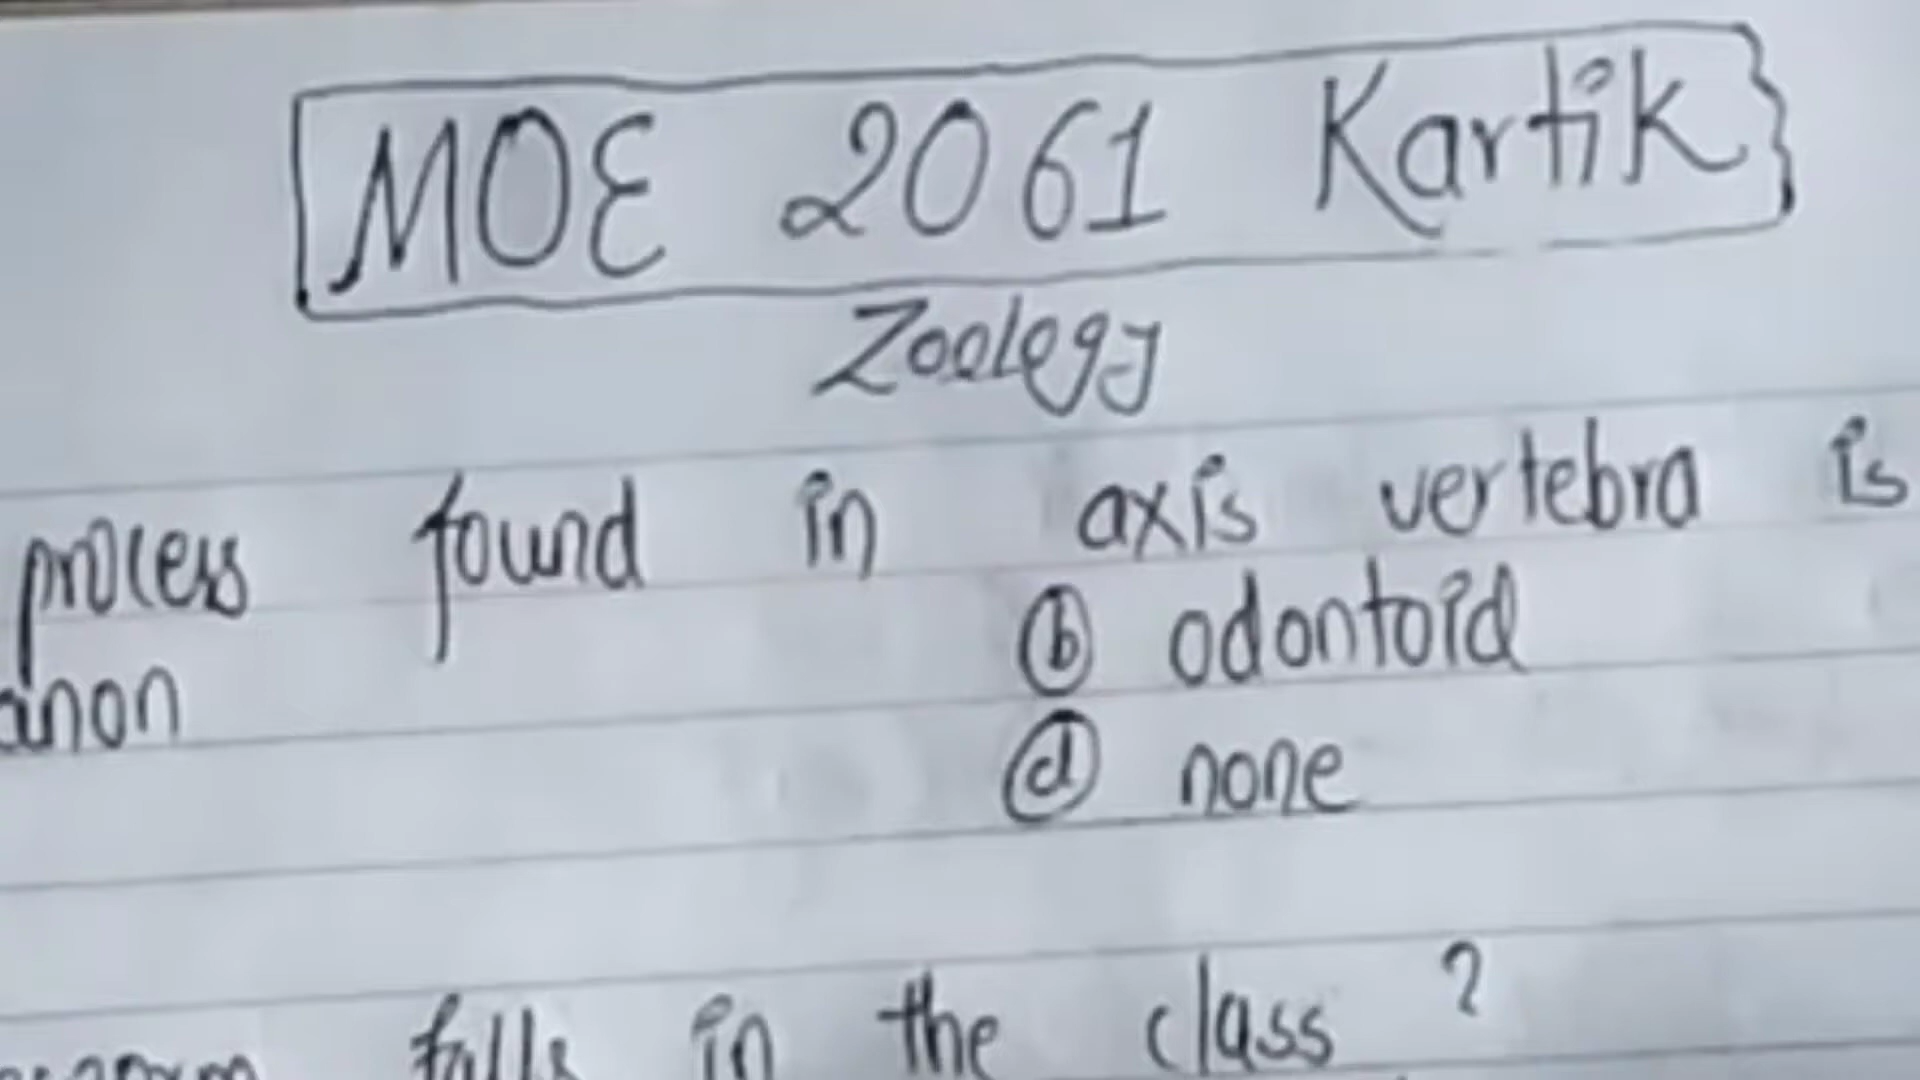 MOE 2061 Kartik
Zoology
process found in axis vertebra is
(b) odontoid
anon
(d) none
falls in the class ?